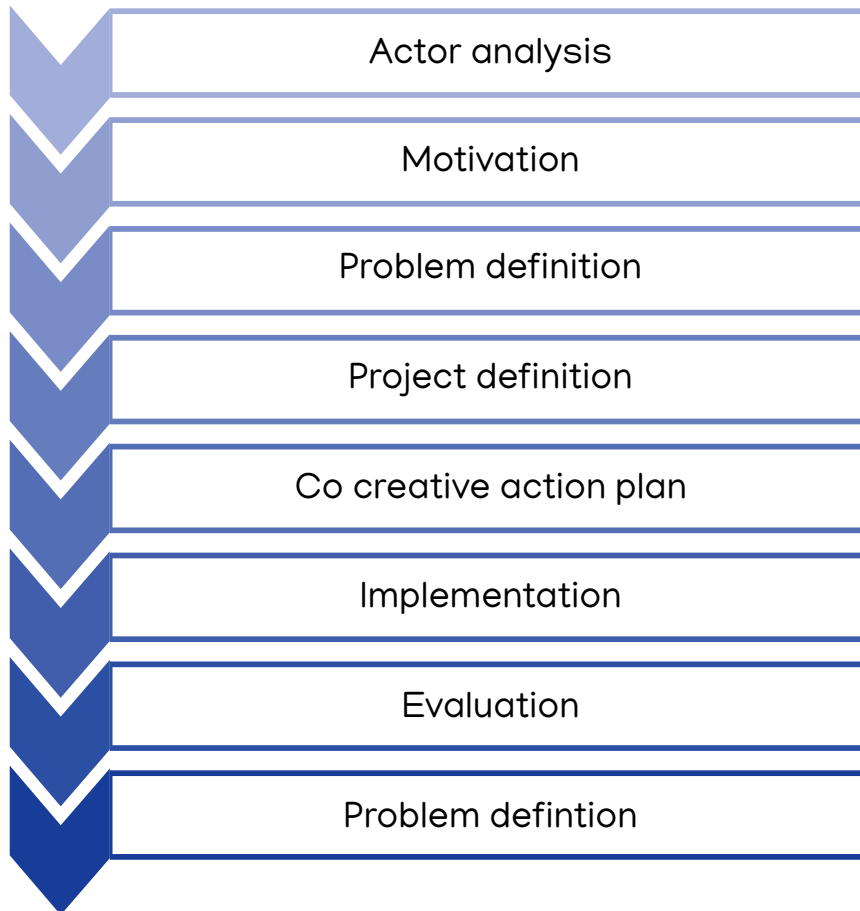 Actor analysis
Motivation
Problem definition
Project definition
Co creative action plan
Implementation
Evaluation
Problem defintion